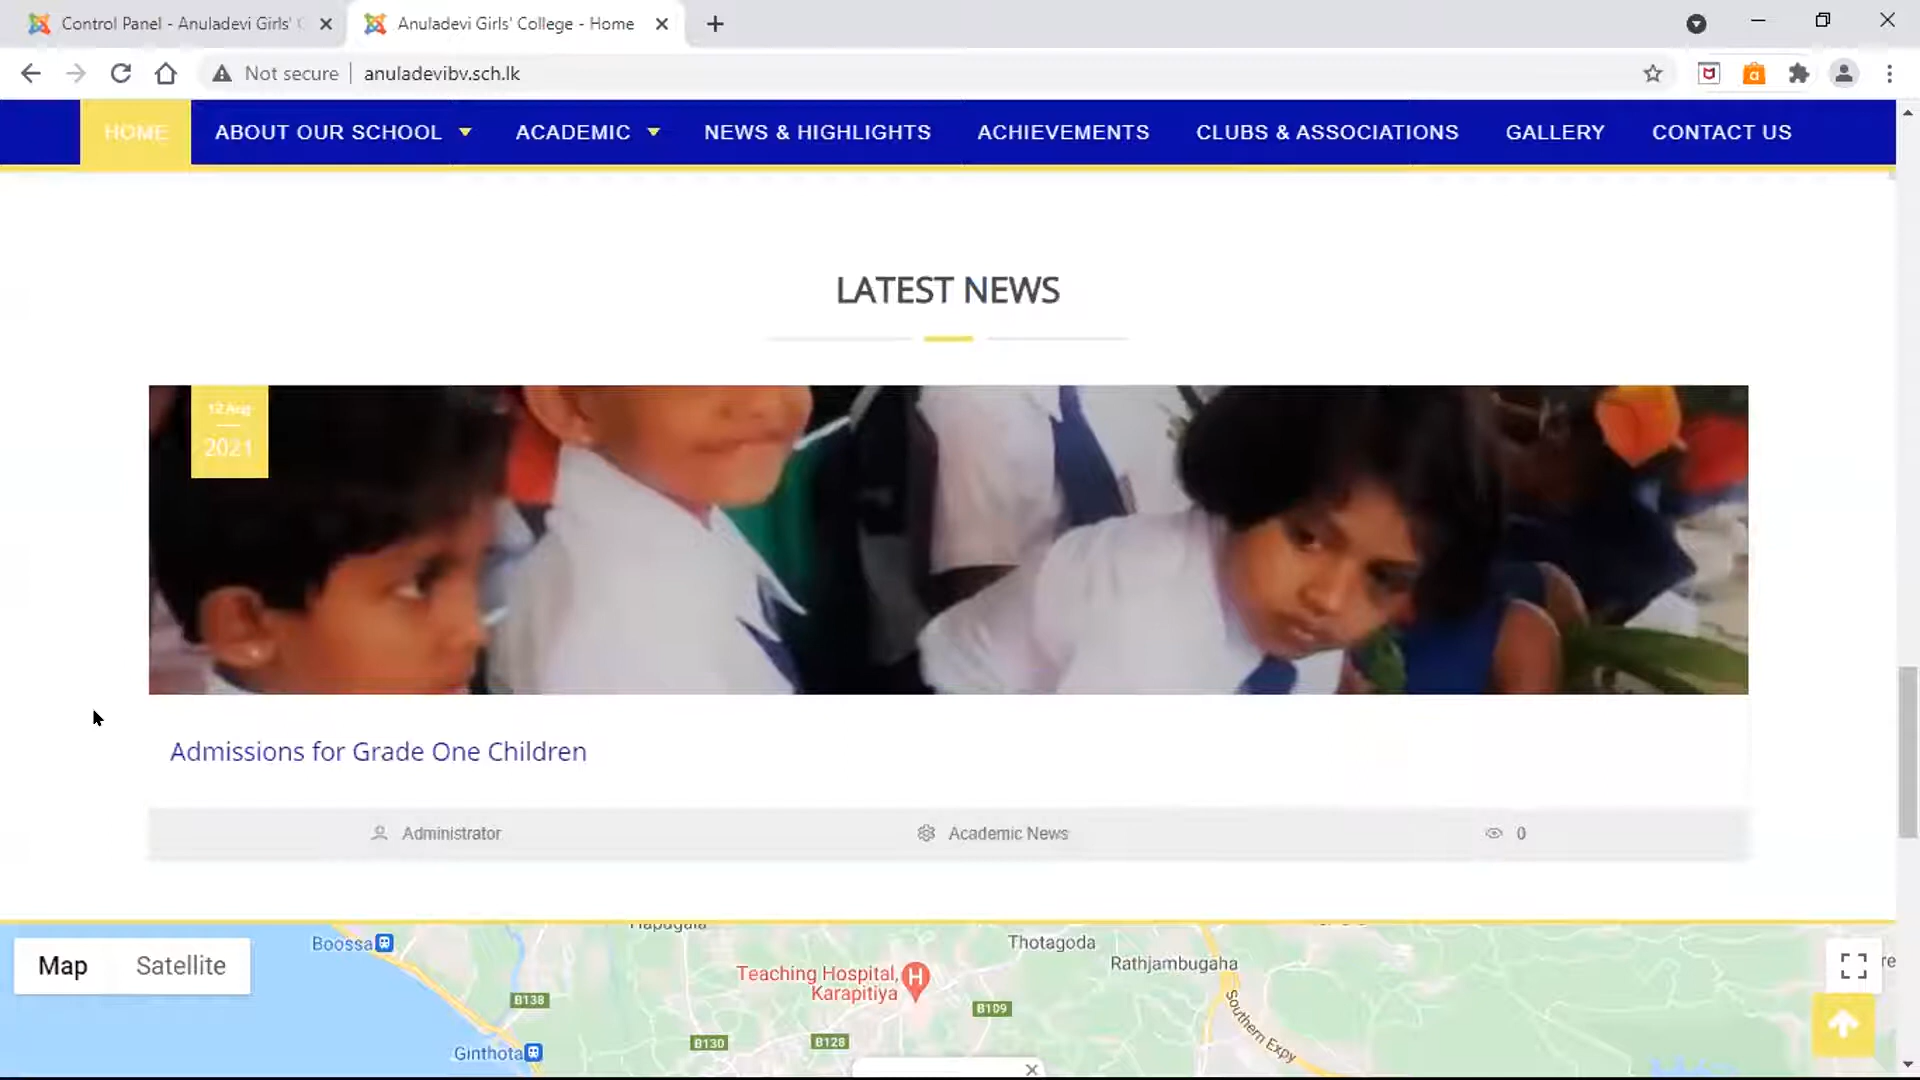 Control Panel - Anuladevi Girls'
Anuladevi Girls' College - Home
Not secure
anuladevibv.sch.lk
HOME
ABOUT OUR SCHOOL
ACADEMIC
NEWS & HIGHLIGHTS
ACHIEVEMENTS
CLUBS & ASSOCIATIONS
GALLERY
CONTACT US
LATEST NEWS
12 Aug
2021
Admissions for Grade One Children
Administrator
Academic News
0
Map
Satellite
Boossa
Thotagoda
Teaching Hospital,
Karapitiya
Rathjambugaha
B138
B109
Southern Expy
B130
B128
Ginthota